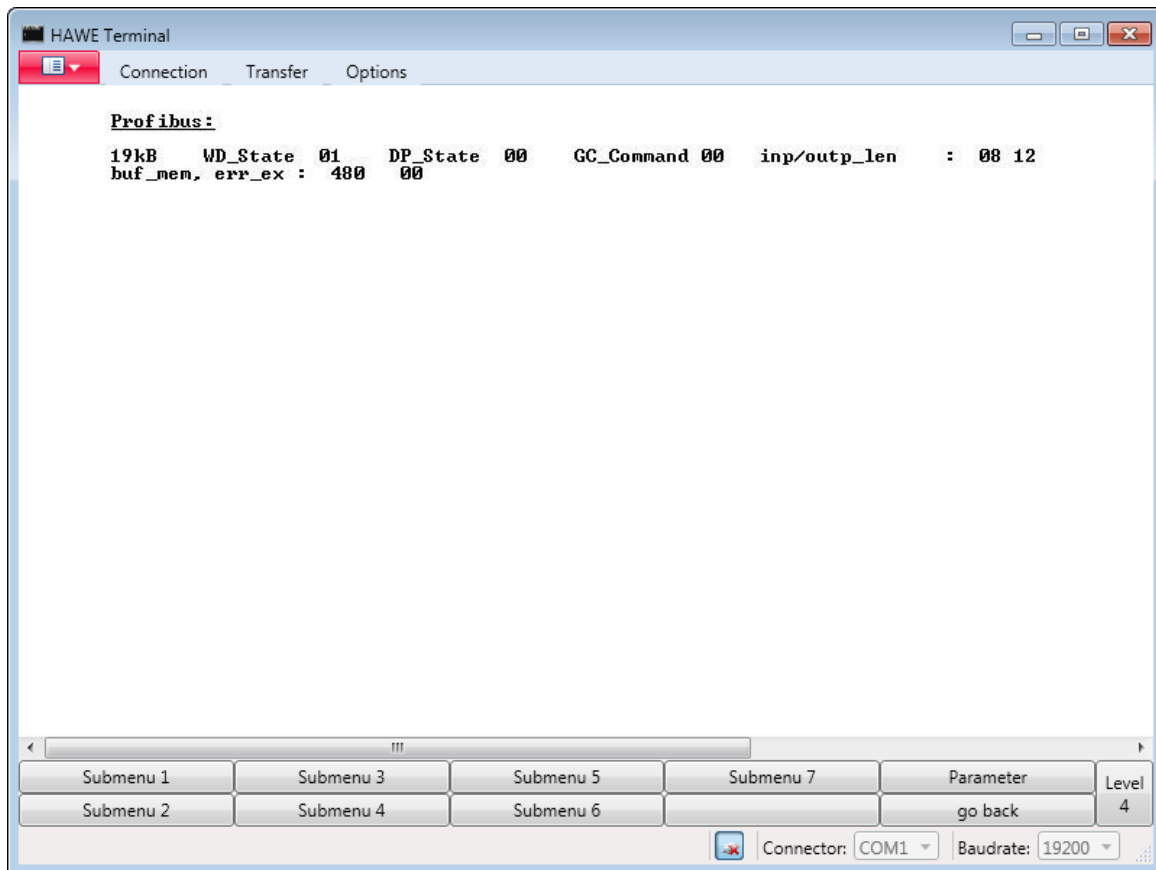 HAWE Terminal
Connection Transfer Options
Profibus:
19kB WD_State 01 DP_State 00 GC_Command 00 inp/outp_len : 08 12
buf_mem, err_ex : 480 00
Submenu 1 Submenu 3 Submenu 5 Submenu 7 Parameter Level
Submenu 2 Submenu 4 Submenu 6 go back 4
Connector: COM1 Baudrate: 19200